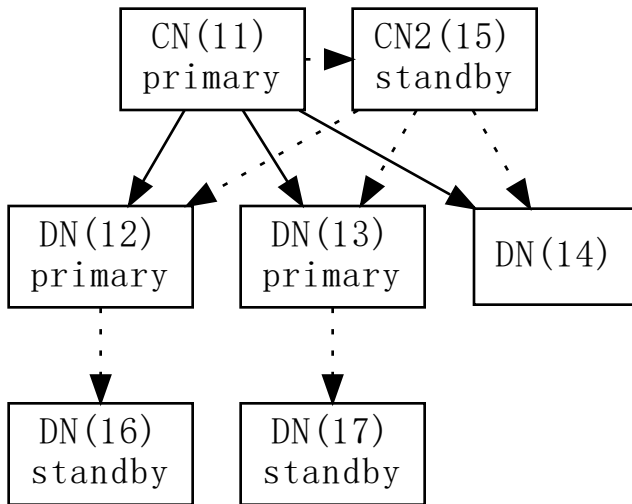 CN(11)
primary
CN2(15)
standby
DN(12)
primary
DN(13)
primary
DN(14)
DN(16)
standby
DN(17)
standby